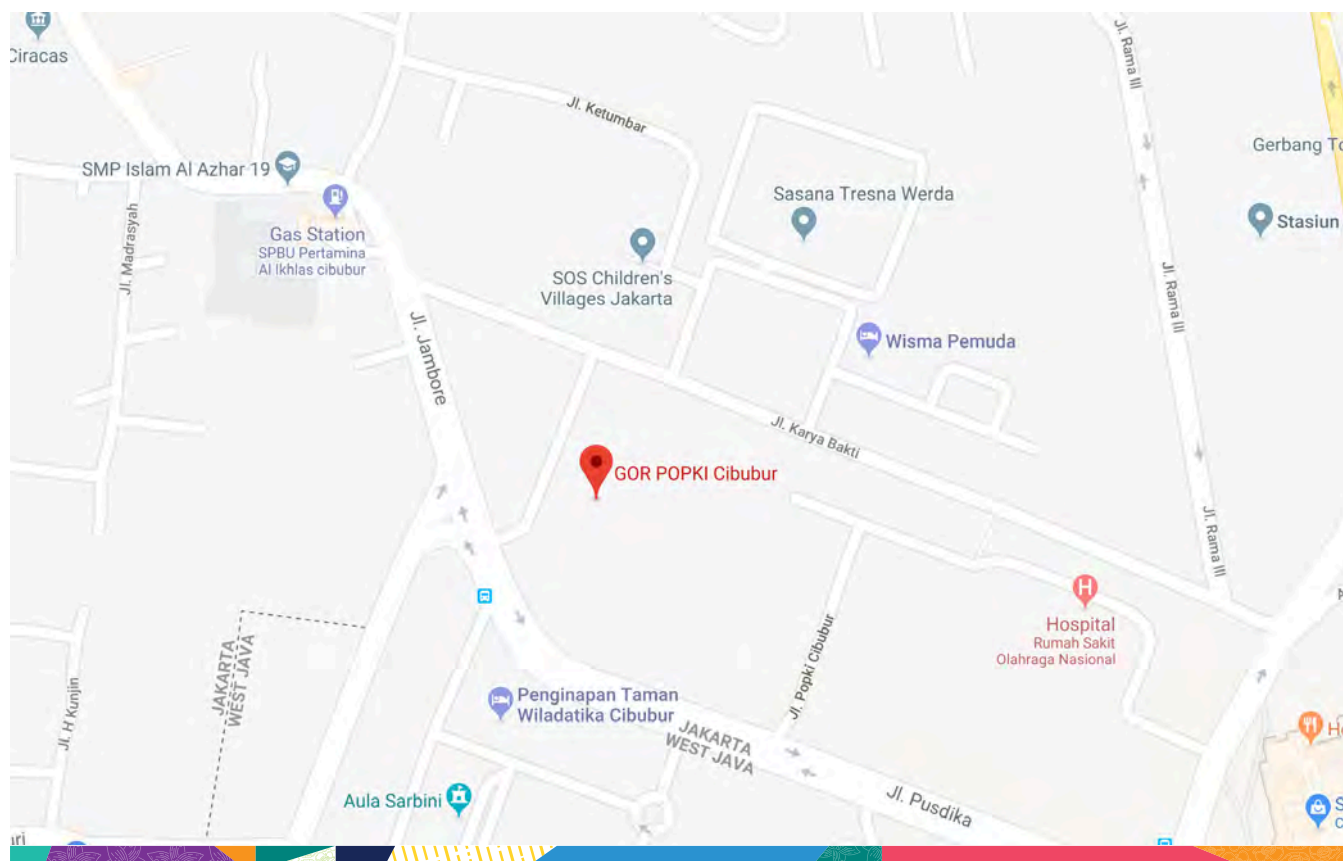 Ciracas
Jl. Rama III
Jl. Ketumbar
Gerbang
SMP Islam Al Azhar 19
Sasana Tresna Werda
Stasiun
Jl. Madrasyah
Gas Station
SPBU Pertamina
Al Ikhlas cibubur
SOS Children's
Villages Jakarta
Jl. Rama III
Wisma Pemuda
Jl. Jambore
Jl. Karya Bakti
GOR POPKI Cibubur
Jl. Rama III
H
Hospital
Rumah Sakit
Olahraga Nasional
JAKARTA
WEST JAVA
Jl. Popki Cibubur
Jl. H Kunjin
Penginapan Taman
Wiladatika Cibubur
JAKARTA
WEST JAVA
Aula Sarbini
Jl. Pusdika